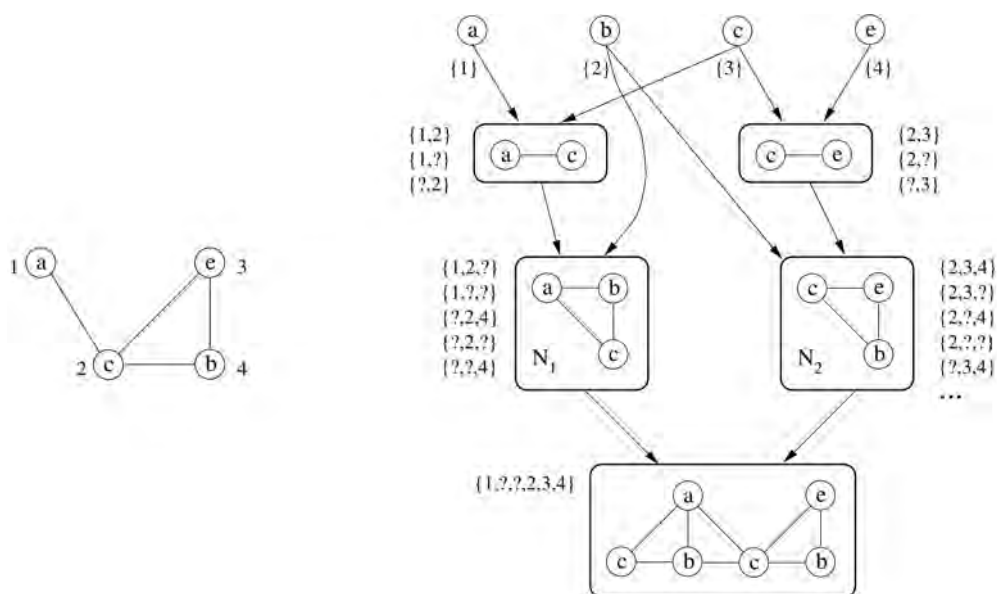 a b c e
{1} {2} {3} {4}
{1,2}
{1,?}
{?,2}
a c
c e
{2,3}
{2,?}
{?,3}
1 a
e 3
2 c
b 4
{1,2,?}
{1,?,?}
{?,2,4}
{?,2,?}
{?,?,4}
a b
c
N1
c e
b
N2
{2,3,4}
{2,3,?}
{2,?,4}
{2,?,?}
{?,3,4}
...
{1,?,?,2,3,4}
a e
c b c b